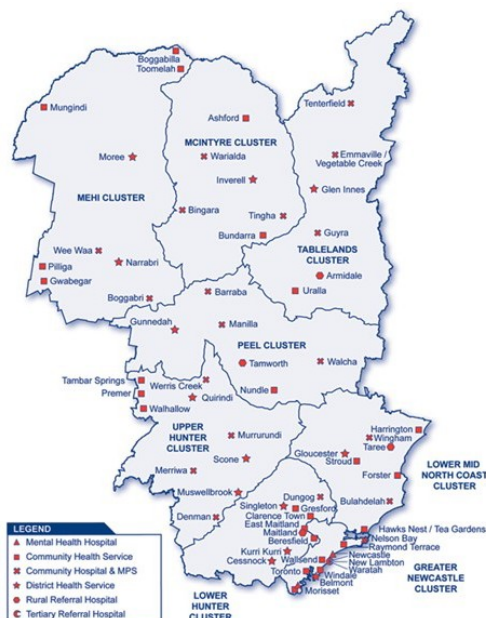 Boggabilla
Toomelah
Mungindi
Ashford
Tenterfield
MCINTYRE CLUSTER
Moree
Warialda
Emmaville /
Vegetable Creek
Inverell
Glen Innes
MEHI CLUSTER
Bingara
Tingha
Guyra
Bundarra
TABLELANDS
CLUSTER
Wee Waa
Narrabri
Pilliga
Armidale
Gwabegar
Uralla
Boggabri
Barraba
Gunnedah
Manilla
PEEL CLUSTER
Tamworth
Walcha
Tambar Springs
Werris Creek
Nundle
Premer
Quirindi
Walhallow
UPPER
HUNTER
CLUSTER
Murrurundi
Harrington
Wingham
Taree
Gloucester
Stroud
Scone
Merriwa
Forster
LOWER MID
NORTH COAST
CLUSTER
Muswellbrook
Dungog
Bulahdelah
Singleton
Gresford
Denman
Clarence Town
East Maitland
Maitland
Beresfield
Hawks Nest / Tea Gardens
Nelson Bay
Raymond Terrace
Kurri Kurri
Cessnock
Wallsend
Newcastle
New Lambton
Waratah
Toronto
Windale
Belmont
Morisset
GREATER
NEWCASTLE
CLUSTER
LOWER
HUNTER
CLUSTER
LEGEND
Mental Health Hospital
Community Health Service
Community Hospital & MPS
District Health Service
Rural Referral Hospital
Tertiary Referral Hospital